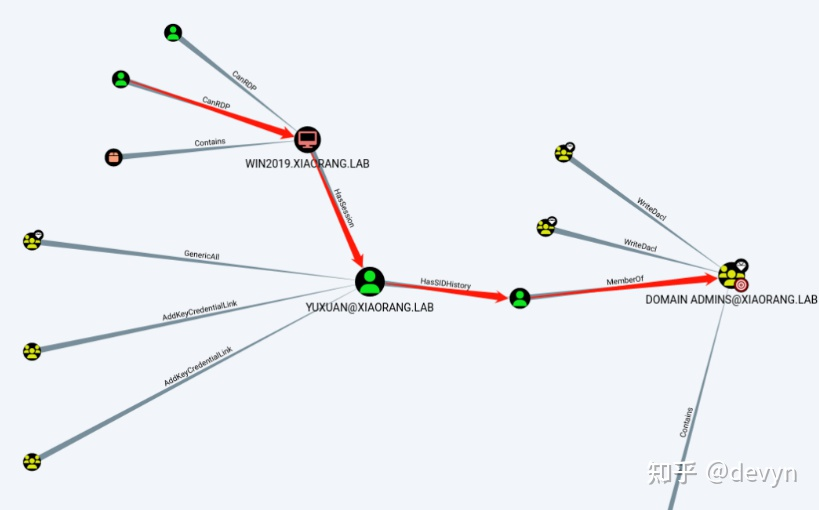 CanRDP
CanRDP
Contains
WIN2019.XIAORANG.LAB
HasSession
GenericAll
AddKeyCredentialLink
AddKeyCredentialLink
YUXUAN@XIAORANG.LAB
HasSIDHistory
MemberOf
WriteDacl
WriteDacl
DOMAIN ADMINS@XIAORANG.LAB
Contains
知乎 @devyn